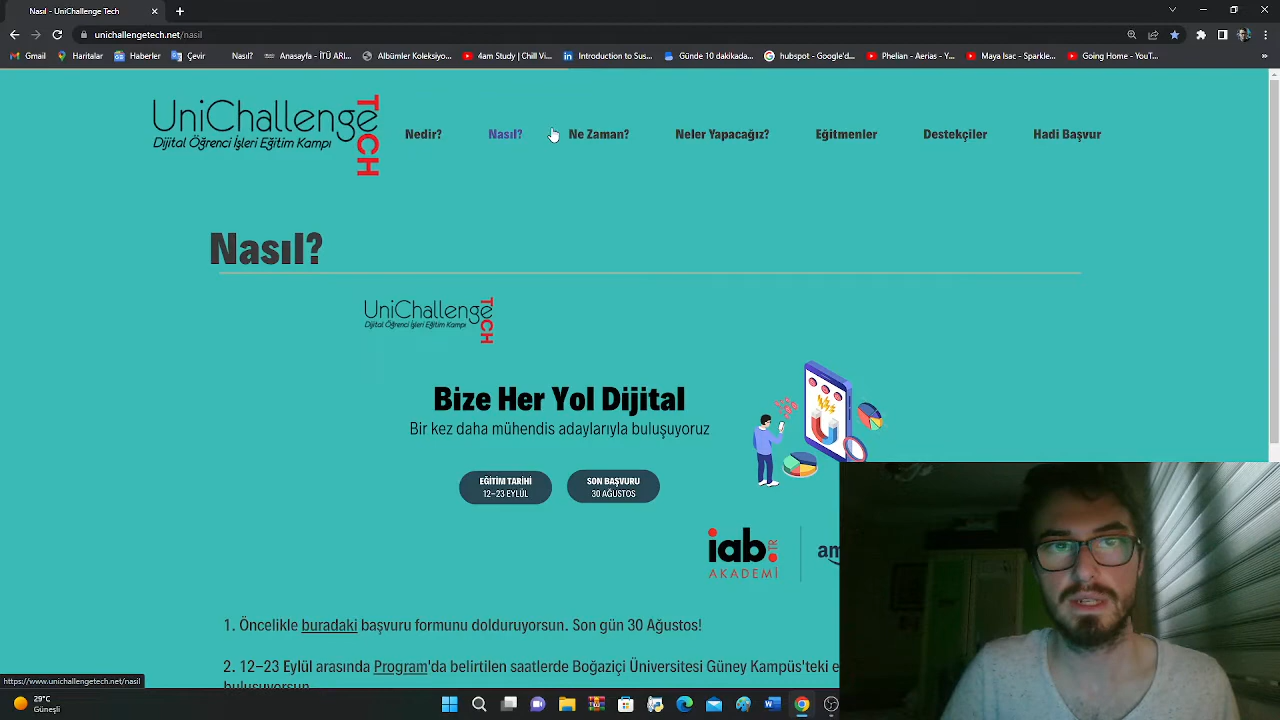 Nasıl? - UniChallengeTech
unichallengetech.net/nasil
Gmail
Haritalar
Haberler
Çevir
Nasıl?
Anasayfa - İTÜ ARI...
Albümler Koleksiyo...
4am Study | Chill Vi...
Introduction to Sus...
Günde 10 dakikada...
hubspot - Google'd...
Phelian - Aerias - Y...
Maya Isac - Sparkle...
Going Home - YouT...
UniChallenge TCH
Dijital Öğrenci İşleri Eğitim Kampı
Nedir?
Nasıl?
Ne Zaman?
Neler Yapacağız?
Eğitmenler
Destekçiler
Hadi Başvur
Nasıl?
UniChallenge TCH
Dijital Öğrenci İşleri Eğitim Kampı
Bize Her Yol Dijital
Bir kez daha mühendis adaylarıyla buluşuyoruz
EĞİTİM TARİHİ
12-23 EYLÜL
SON BAŞVURU
30 AĞUSTOS
iab.TR
AKADEMİ
am
1. Öncelikle buradaki başvuru formunu dolduruyorsun. Son gün 30 Ağustos!
2. 12-23 Eylül arasında Program'da belirtilen saatlerde Boğaziçi Üniversitesi Güney Kampüs'teki e
buluşuyorsun
https://www.unichallengetech.net/nasil
29°C
Güneşli